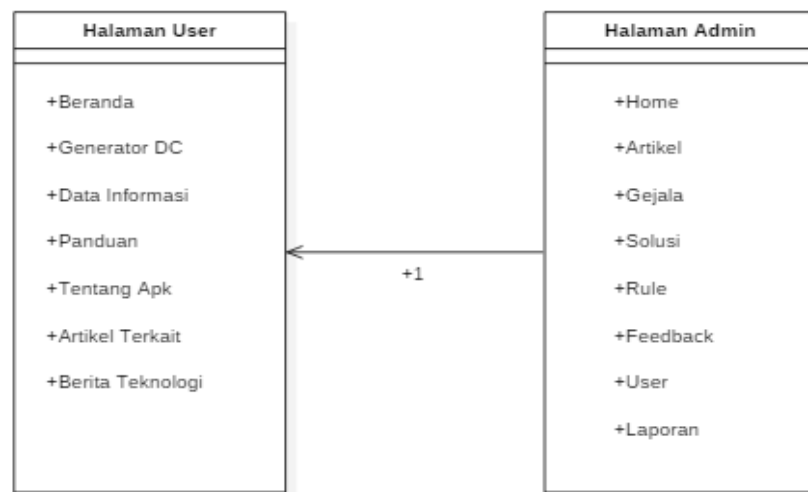 Halaman User
+Beranda
+Generator DC
+Data Informasi
+Panduan
+Tentang Apk
+Artikel Terkait
+Berita Teknologi
+1
Halaman Admin
+Home
+Artikel
+Gejala
+Solusi
+Rule
+Feedback
+User
+Laporan